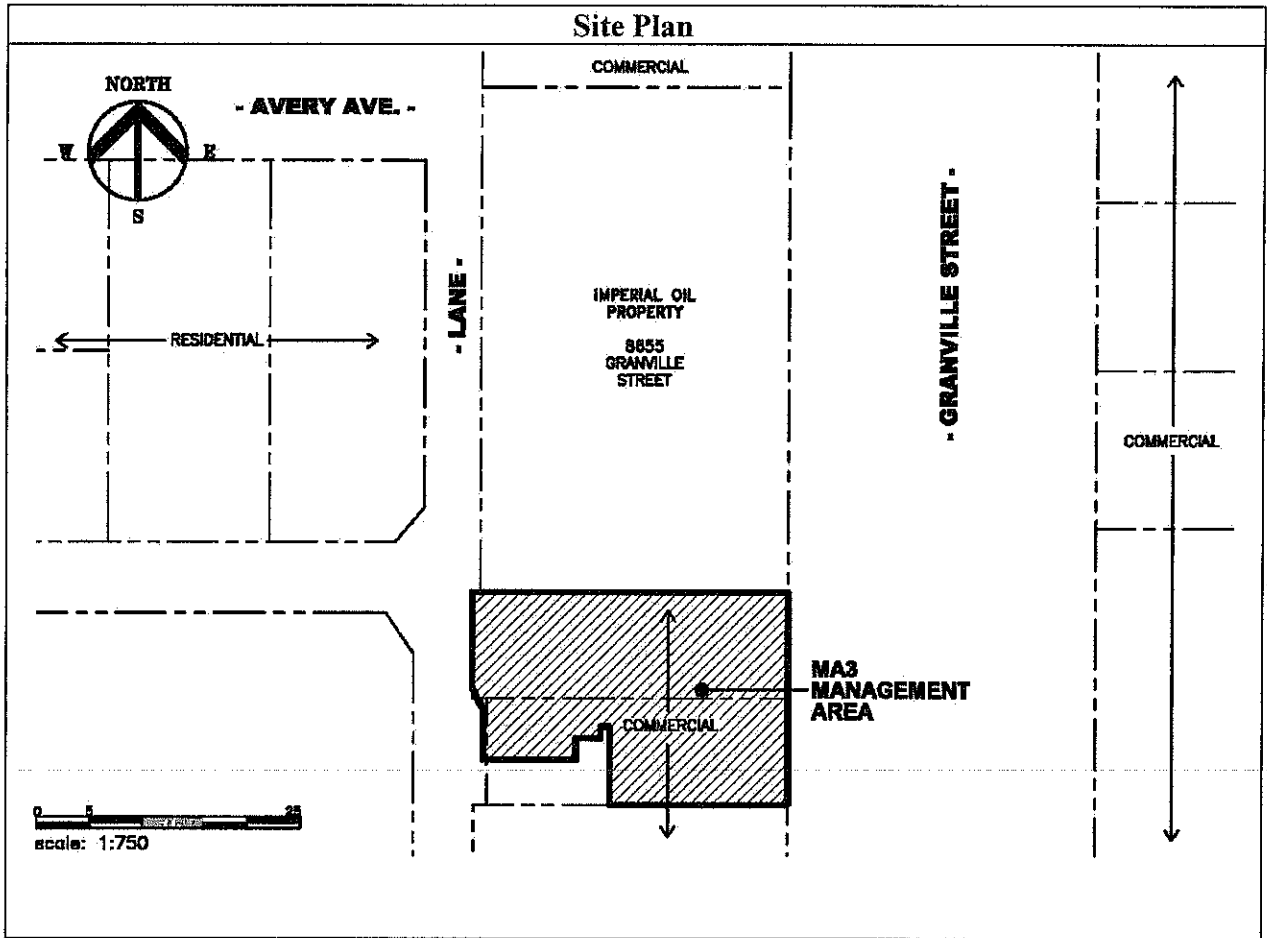 Site Plan
COMMERCIAL
NORTH
- AVERY AVE. -
W E
S
- LANE -
- GRANVILLE STREET -
IMPERIAL OIL
PROPERTY
8655
GRANVILLE
STREET
RESIDENTIAL
COMMERCIAL
MA3
MANAGEMENT
AREA
COMMERCIAL
0 5 25
scale: 1:750